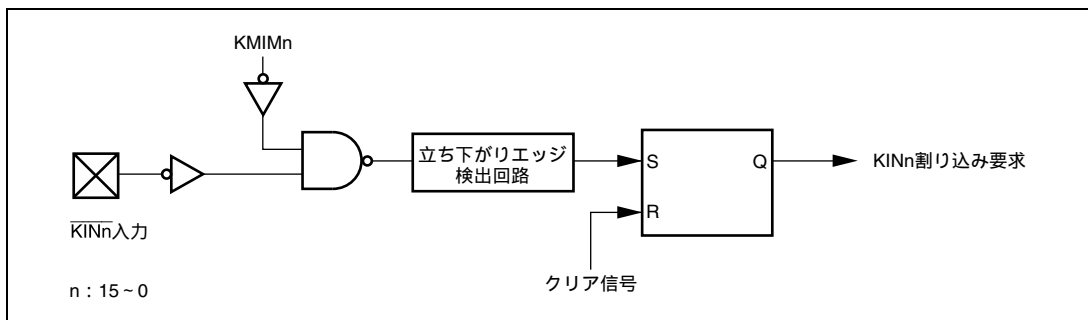 KMIMn
立ち下がりエッジ
検出回路
S
Q
KINn割り込み要求
R
KINn入力
クリア信号
n：15～0